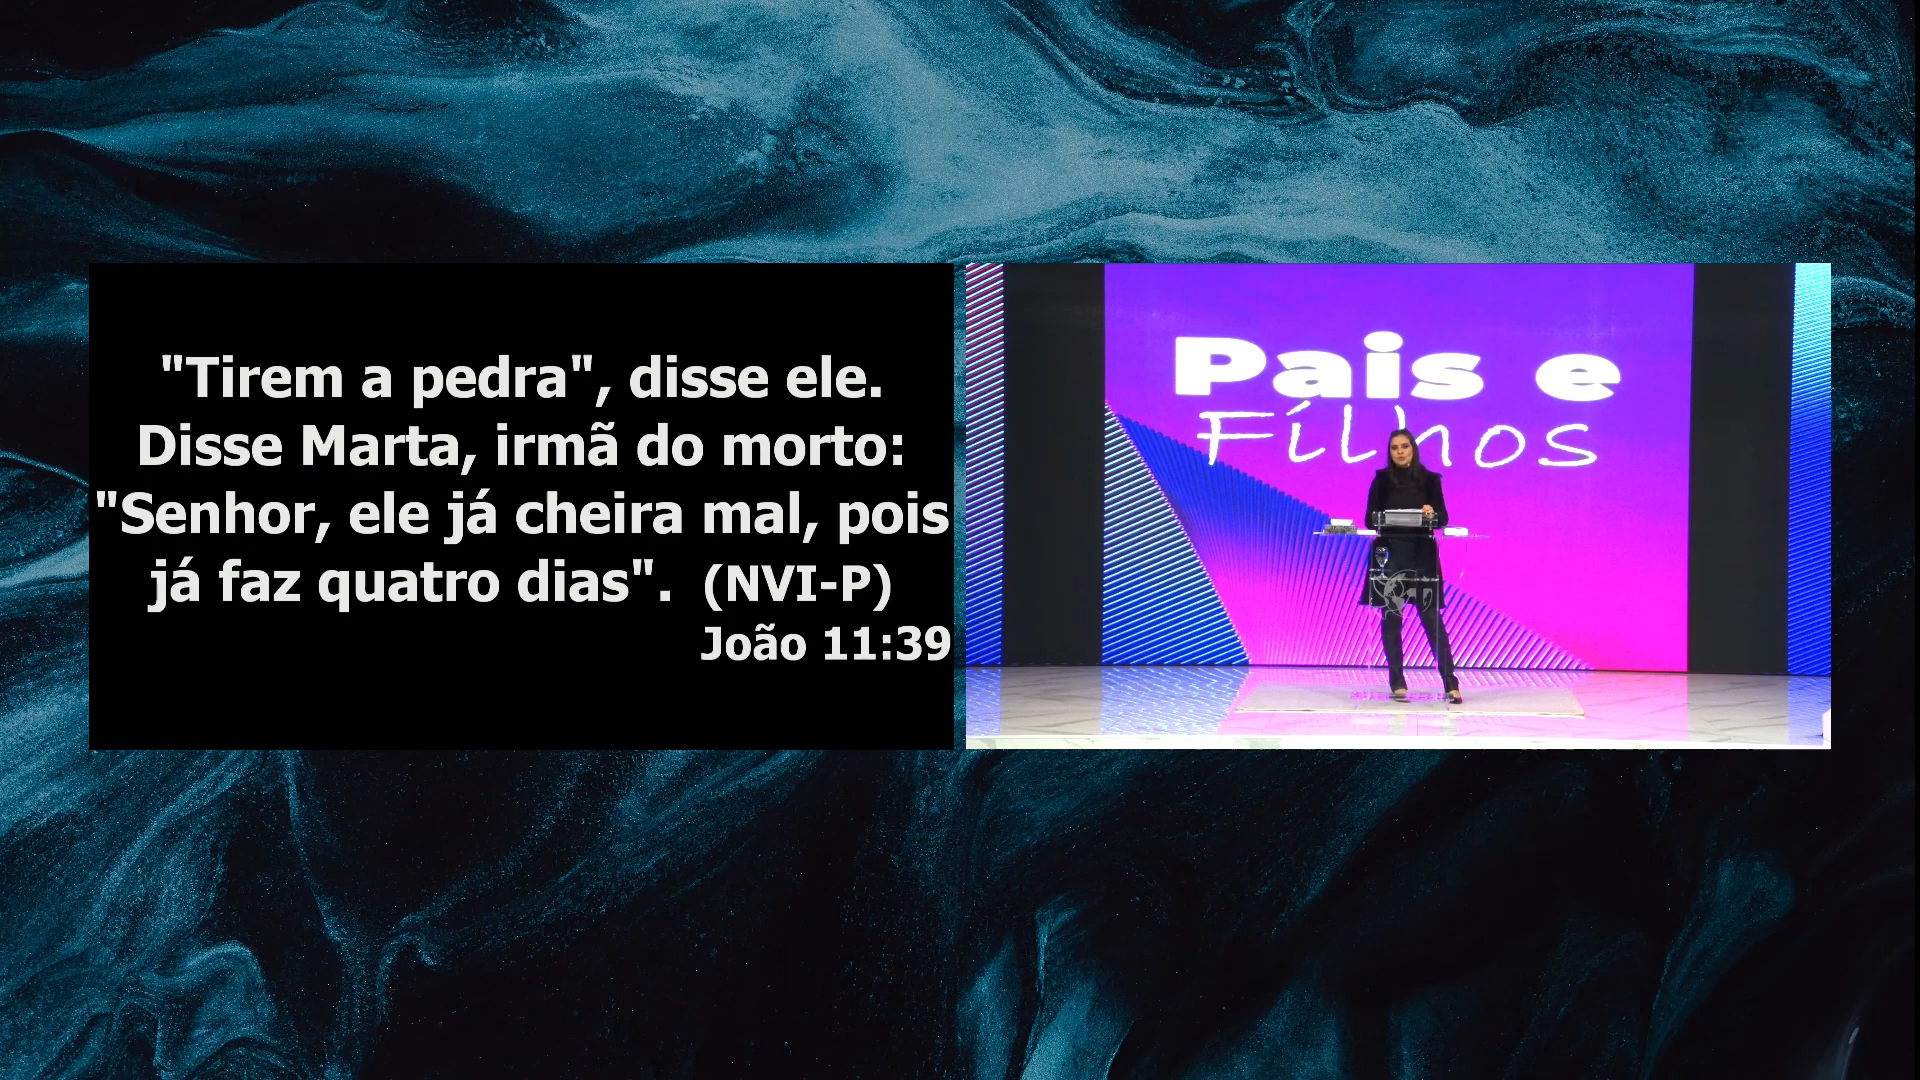 "Tirem a pedra", disse ele.
Disse Marta, irmã do morto:
"Senhor, ele já cheira mal, pois
já faz quatro dias". (NVI-P)
João 11:39
Pais e
Filhos